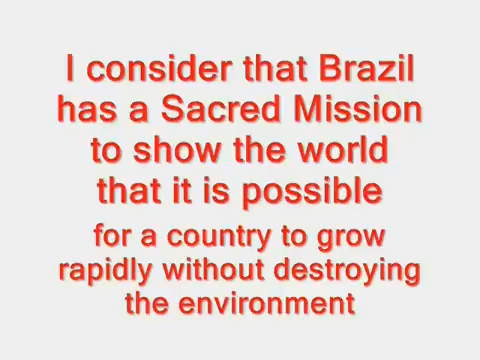 I consider that Brazil
has a Sacred Mission
to show the world
that it is possible
for a country to grow
rapidly without destroying
the environment